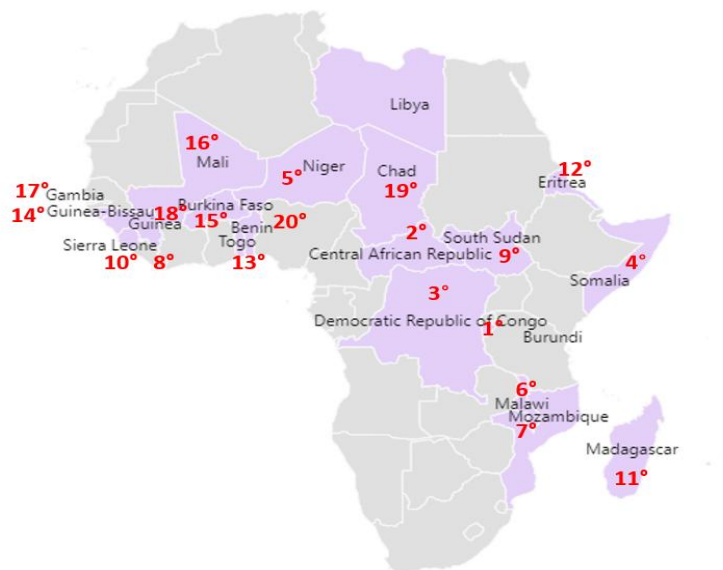 Libya
16°
Mali
5°
Niger
Chad
19°
12°
Eritrea
17°
Gambia
14°
Guinea-Bissau
Burkina Faso
18°
Guinea
15°
Benin
20°
Togo
2°
South Sudan
Central African Republic
9°
Sierra Leone
10°
8°
13°
4°
Somalia
3°
Democratic Republic of Congo
1°
Burundi
6°
Malawi
Mozambique
7°
Madagascar
11°